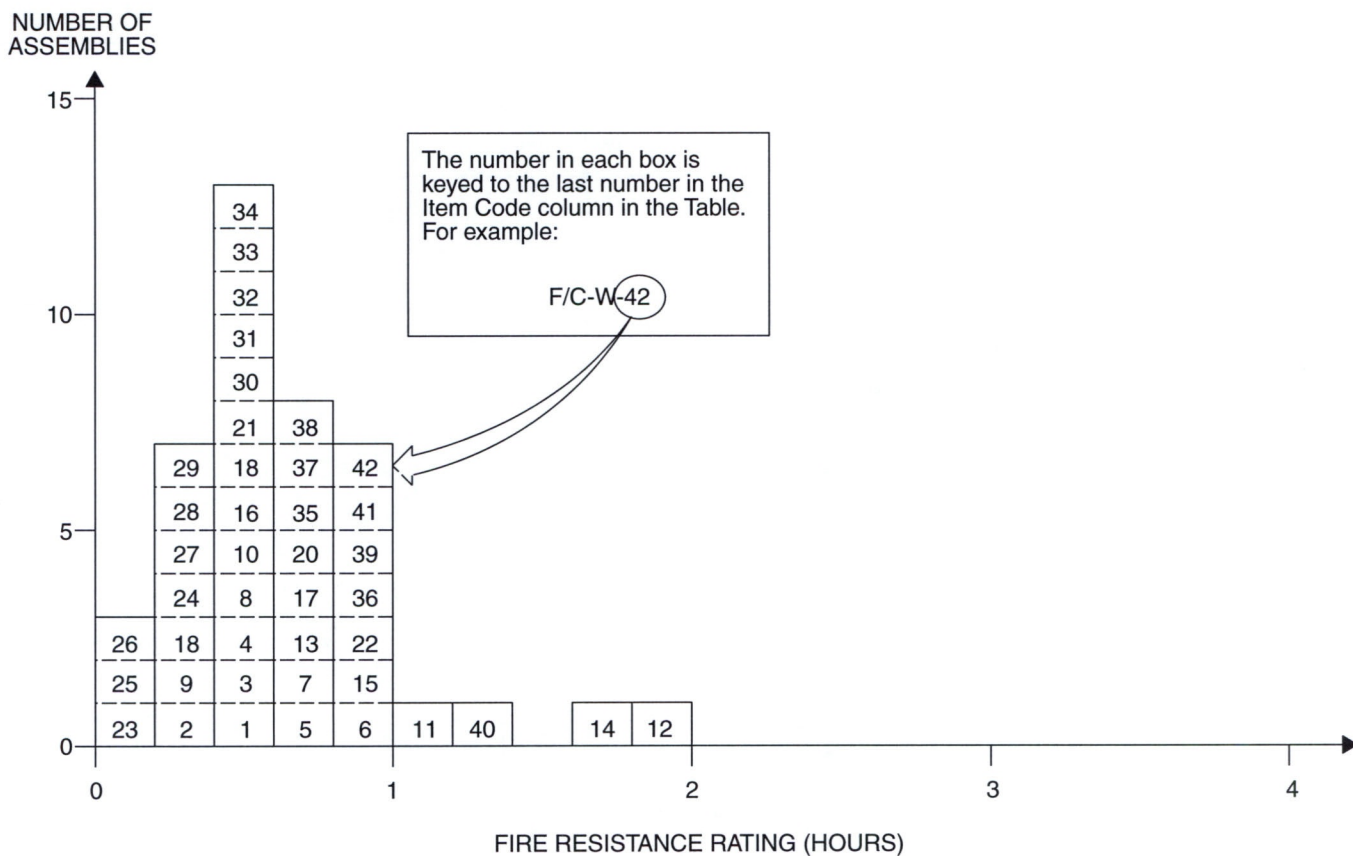 NUMBER OF
ASSEMBLIES
15
The number in each box is
keyed to the last number in the
Item Code column in the Table.
For example:
F/C-W-42
10
5
0
34
33
32
31
30
21 38
29 18 37 42
28 16 35 41
27 10 20 39
24 8 17 36
26 18 4 13 22
25 9 3 7 15
23 2 1 5 6 11 40 14 12
0 1 2 3 4
FIRE RESISTANCE RATING (HOURS)